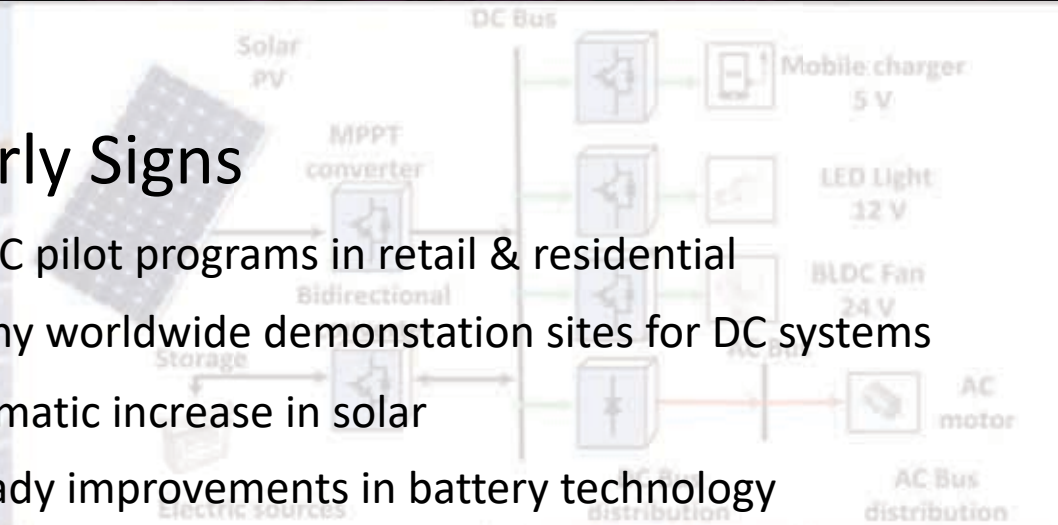 DC Bus
Solar
PV
Mobile charger
5 V
MPPT
converter
rly Signs
LED Light
12 V
C pilot programs in retail & residential
BLDC Fan
24 V
Bidirectional
ny worldwide demonstation sites for DC systems
Storage
AC Bus
matic increase in solar
AC
motor
ady improvements in battery technology
Electric sources
DC Bus
distribution
AC Bus
distribution